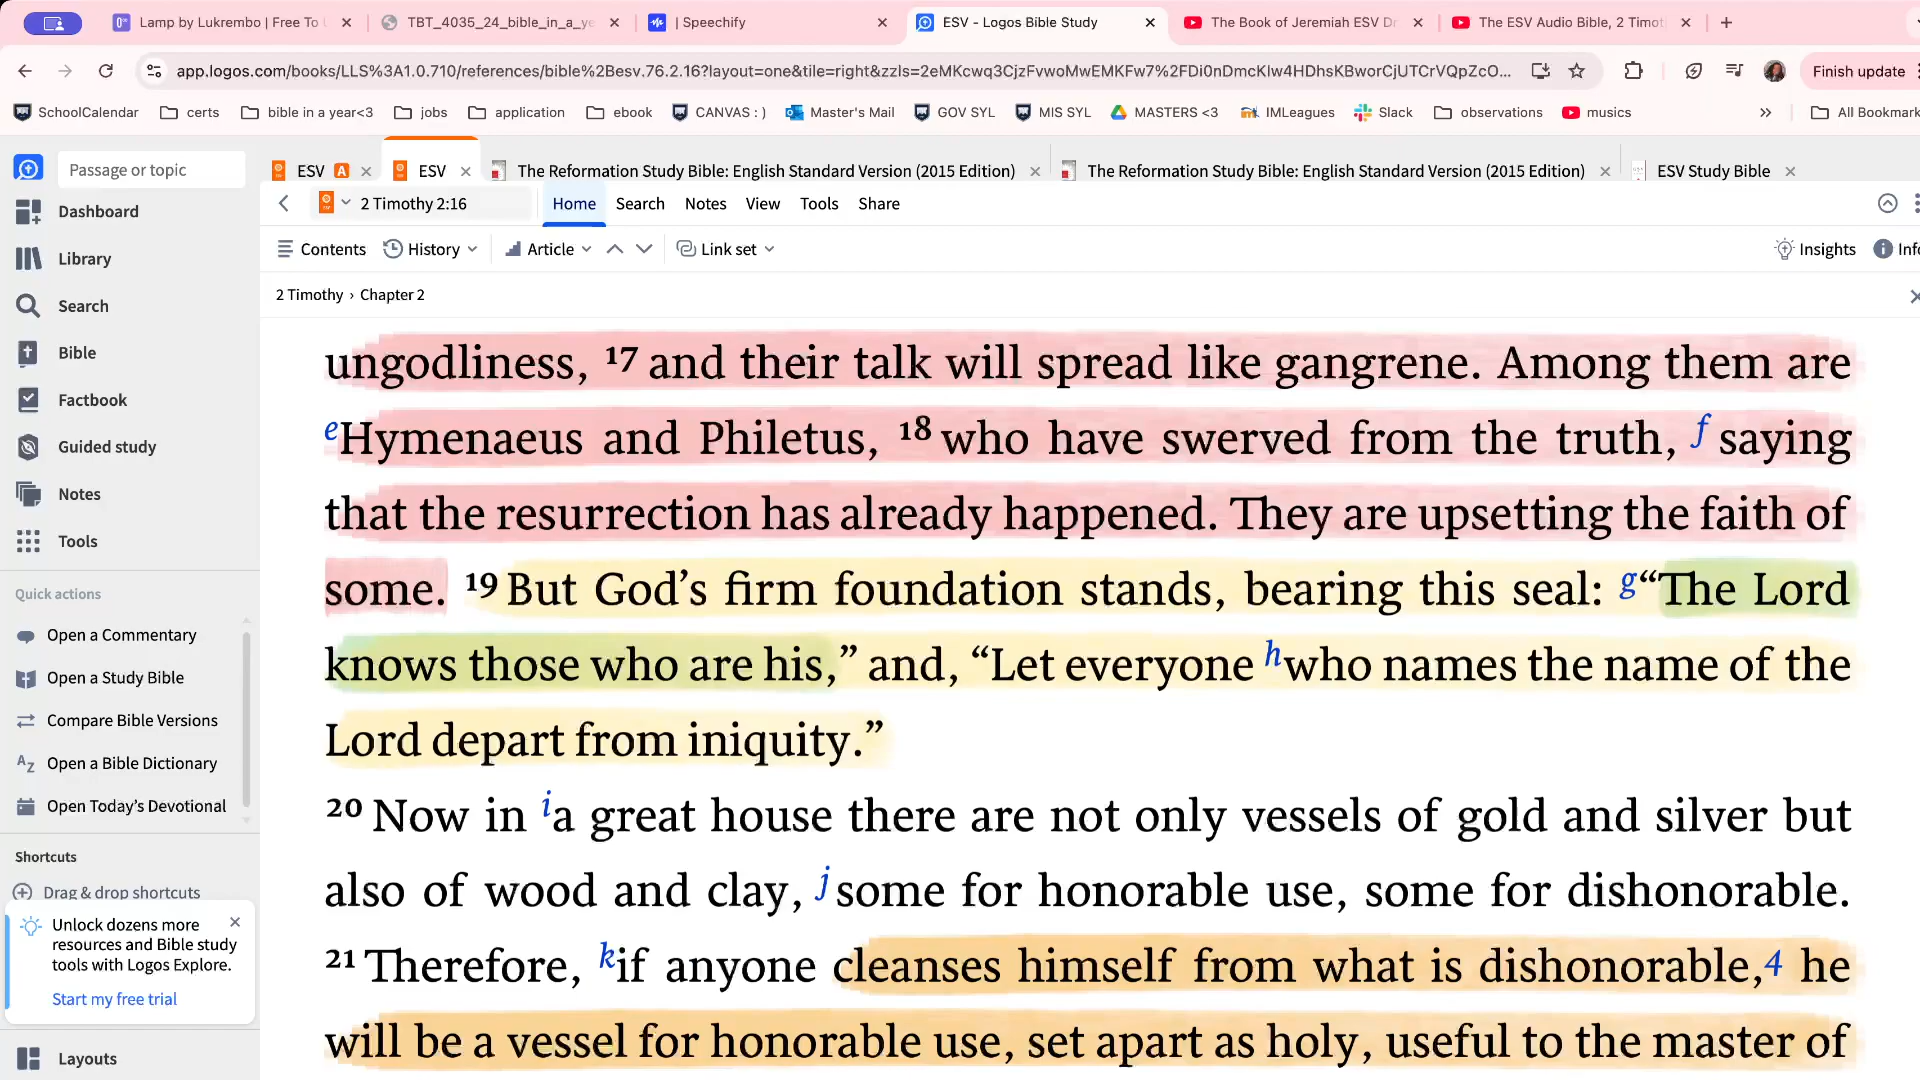 Lamp by Lukrembo | Free To U
TBT_4035_24_bible_in_a_ye
| Speechify
ESV - Logos Bible Study
The Book of Jeremiah ESV Dr
The ESV Audio Bible, 2 Timot
app.logos.com/books/LLS%3A1.0.710/references/bible%2Besv.76.2.16?layout=one&tile=right&zzls=2eMKcwq3CjzFvwoMwEMKFw7%2FDi0nDmcKlw4HDhsKBworCjUTCrVQpZcO...
Finish update
SchoolCalendar
certs
bible in a year<3
jobs
application
ebook
CANVAS : )
Master's Mail
GOV SYL
MIS SYL
MASTERS <3
IMLeagues
Slack
observations
musics
»
All Bookmark
Passage or topic
ESV A
ESV
The Reformation Study Bible: English Standard Version (2015 Edition)
The Reformation Study Bible: English Standard Version (2015 Edition)
ESV Study Bible
2 Timothy 2:16
Home
Search
Notes
View
Tools
Share
Contents
History
Article
Link set
Insights
Info
2 Timothy › Chapter 2
Dashboard
Library
Search
Bible
Factbook
Guided study
Notes
Tools
Quick actions
Open a Commentary
Open a Study Bible
Compare Bible Versions
Open a Bible Dictionary
Open Today's Devotional
Shortcuts
Drag & drop shortcuts
Unlock dozens more
resources and Bible study
tools with Logos Explore.
Start my free trial
Layouts
ungodliness, 17 and their talk will spread like gangrene. Among them are
eHymenaeus and Philetus, 18 who have swerved from the truth, f saying
that the resurrection has already happened. They are upsetting the faith of
some. 19 But God’s firm foundation stands, bearing this seal: g“The Lord
knows those who are his,” and, “Let everyone hwho names the name of the
Lord depart from iniquity.”
20 Now in ia great house there are not only vessels of gold and silver but
also of wood and clay, jsome for honorable use, some for dishonorable.
21 Therefore, kif anyone cleanses himself from what is dishonorable,4 he
will be a vessel for honorable use, set apart as holy, useful to the master of